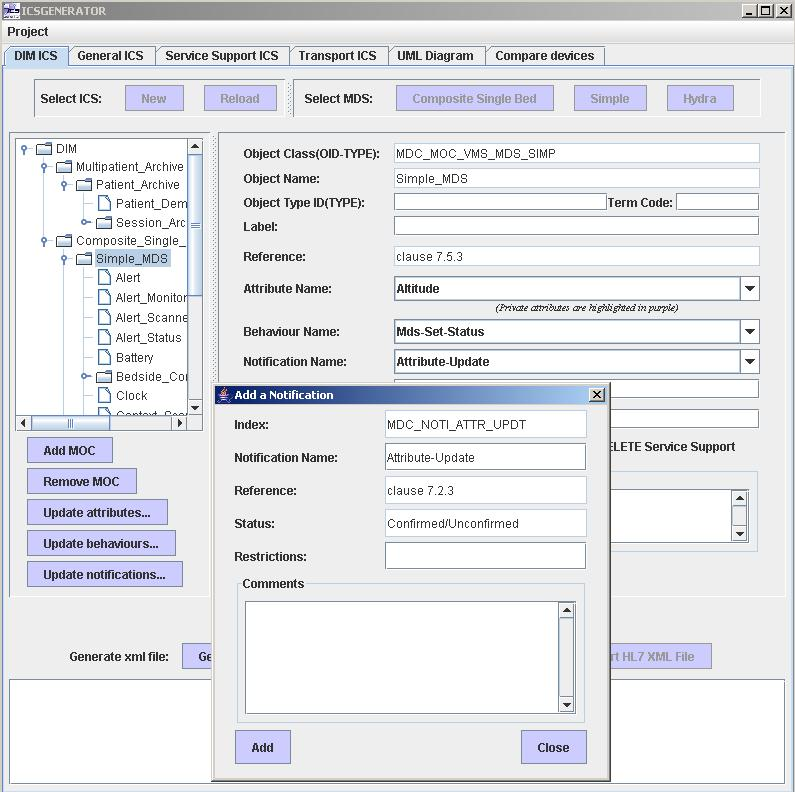 ICSGENERATOR
Project
DIM ICS General ICS Service Support ICS Transport ICS UML Diagram Compare devices
Select ICS: New Reload Select MDS: Composite Single Bed Simple Hydra
DIM
Multipatient_Archive
Patient_Archive
Patient_Dem
Session_Arc
Composite_Single_
Simple_MDS
Alert
Alert_Monitor
Alert_Scanne
Alert_Status
Battery
Bedside_Co
Clock
Add MOC
Remove MOC
Update attributes...
Update behaviours...
Update notifications...
Object Class(OID-TYPE): MDC_MOC_VMS_MDS_SIMP
Object Name: Simple_MDS
Object Type ID(TYPE): Term Code:
Label:
Reference: clause 7.5.3
Attribute Name: Altitude
(Private attributes are highlighted in purple)
Behaviour Name: Mds-Set-Status
Notification Name: Attribute-Update
ELETE Service Support
Add a Notification
Index: MDC_NOTI_ATTR_UPDT
Notification Name: Attribute-Update
Reference: clause 7.2.3
Status: Confirmed/Unconfirmed
Restrictions:
Comments
Add Close
Generate xml file: Ge
rt HL7 XML File